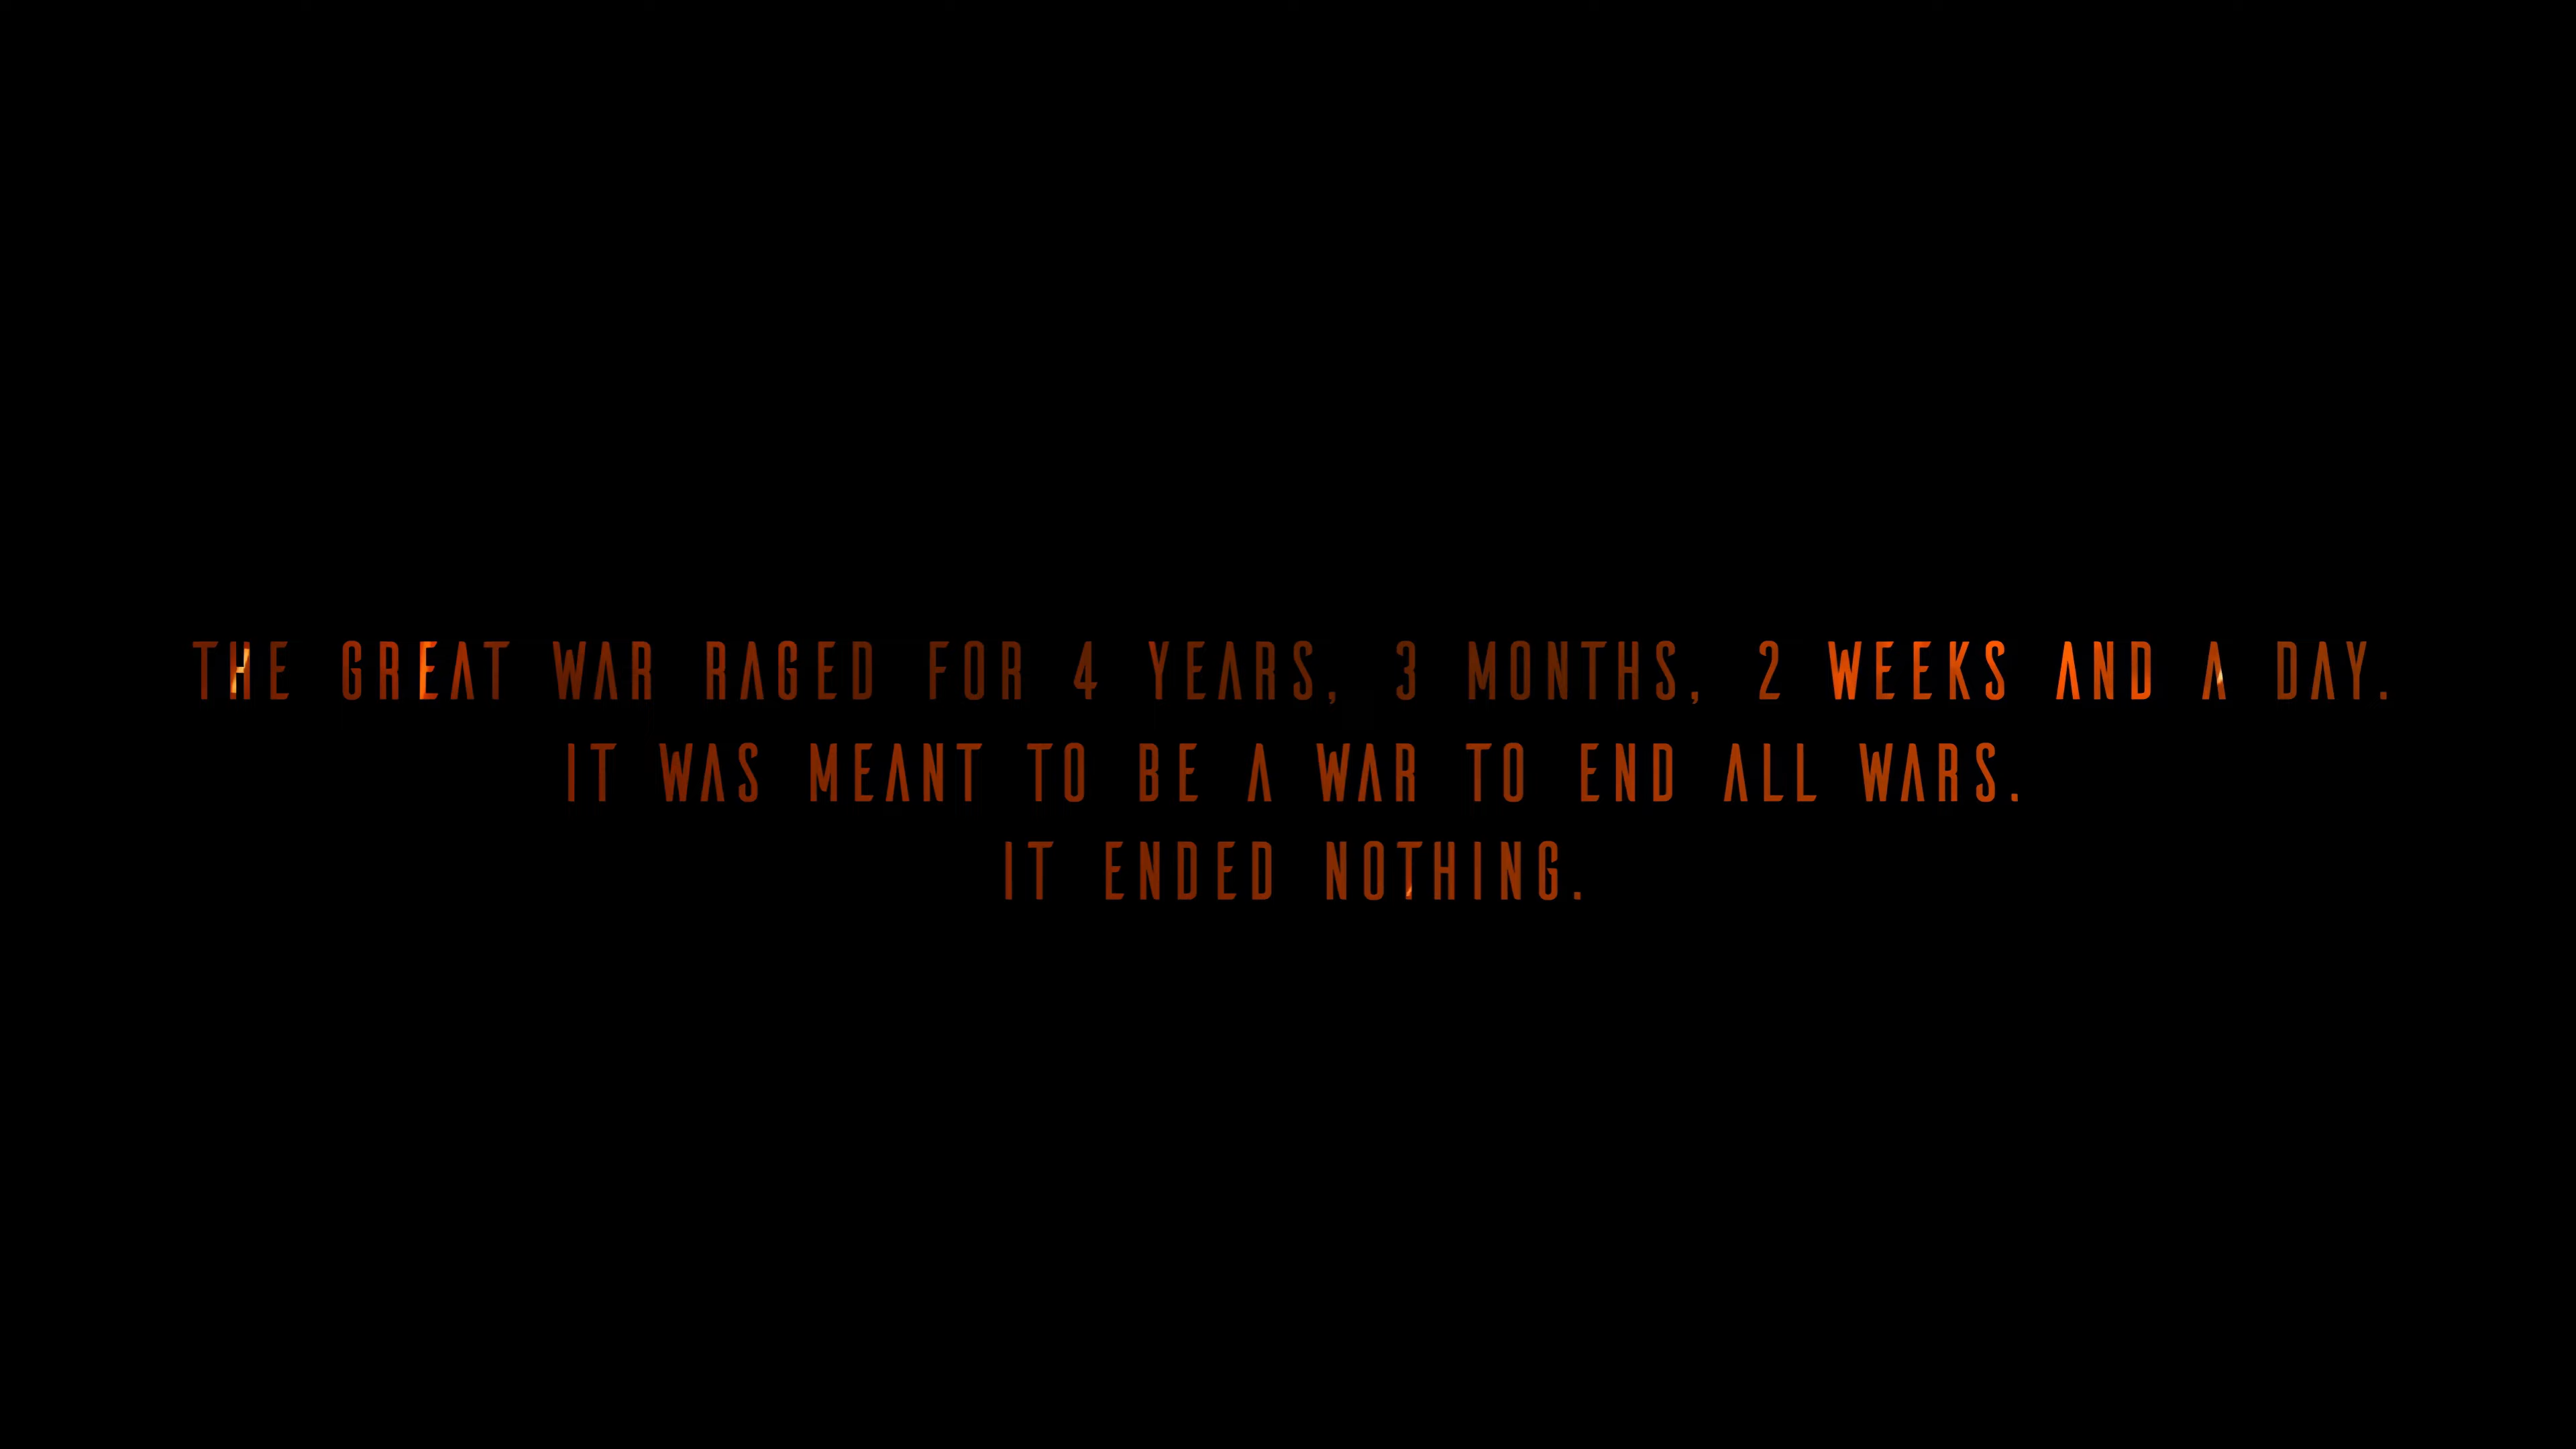 THE GREAT WAR RAGED FOR 4 YEARS, 3 MONTHS, 2 WEEKS AND A DAY.
IT WAS MEANT TO BE A WAR TO END ALL WARS.
IT ENDED NOTHING.